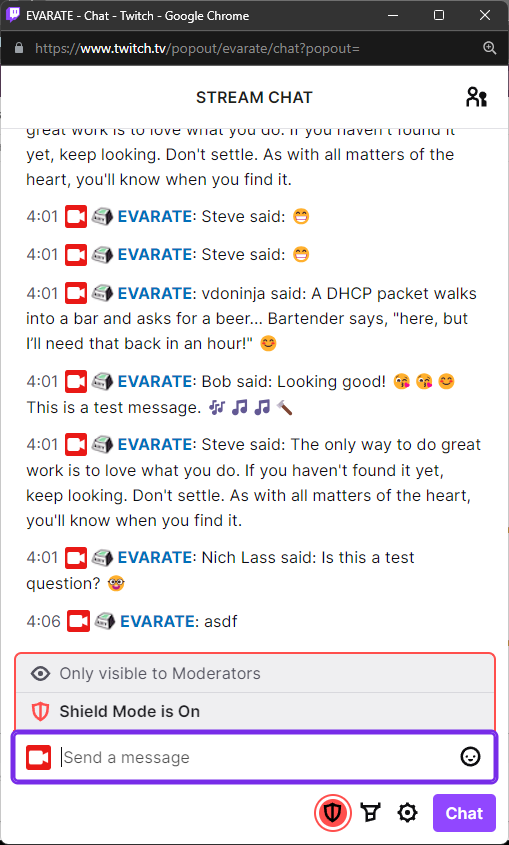 EVARATE - Chat - Twitch - Google Chrome
https://www.twitch.tv/popout/evarate/chat?popout=
STREAM CHAT
great work is to love what you do. If you haven't found it
yet, keep looking. Don't settle. As with all matters of the
heart, you'll know when you find it.
4:01 EVARATE: Steve said: 😁
4:01 EVARATE: Steve said: 😁
4:01 EVARATE: vdoninja said: A DHCP packet walks
into a bar and asks for a beer... Bartender says, "here, but
I’ll need that back in an hour!" 😊
4:01 EVARATE: Bob said: Looking good! 😘 😘 😊
This is a test message. 🎶 🎵 🎵 🔨
4:01 EVARATE: Steve said: The only way to do great
work is to love what you do. If you haven't found it yet,
keep looking. Don't settle. As with all matters of the heart,
you'll know when you find it.
4:01 EVARATE: Nich Lass said: Is this a test
question? 🤓
4:06 EVARATE: asdf
Only visible to Moderators
Shield Mode is On
Send a message
Chat